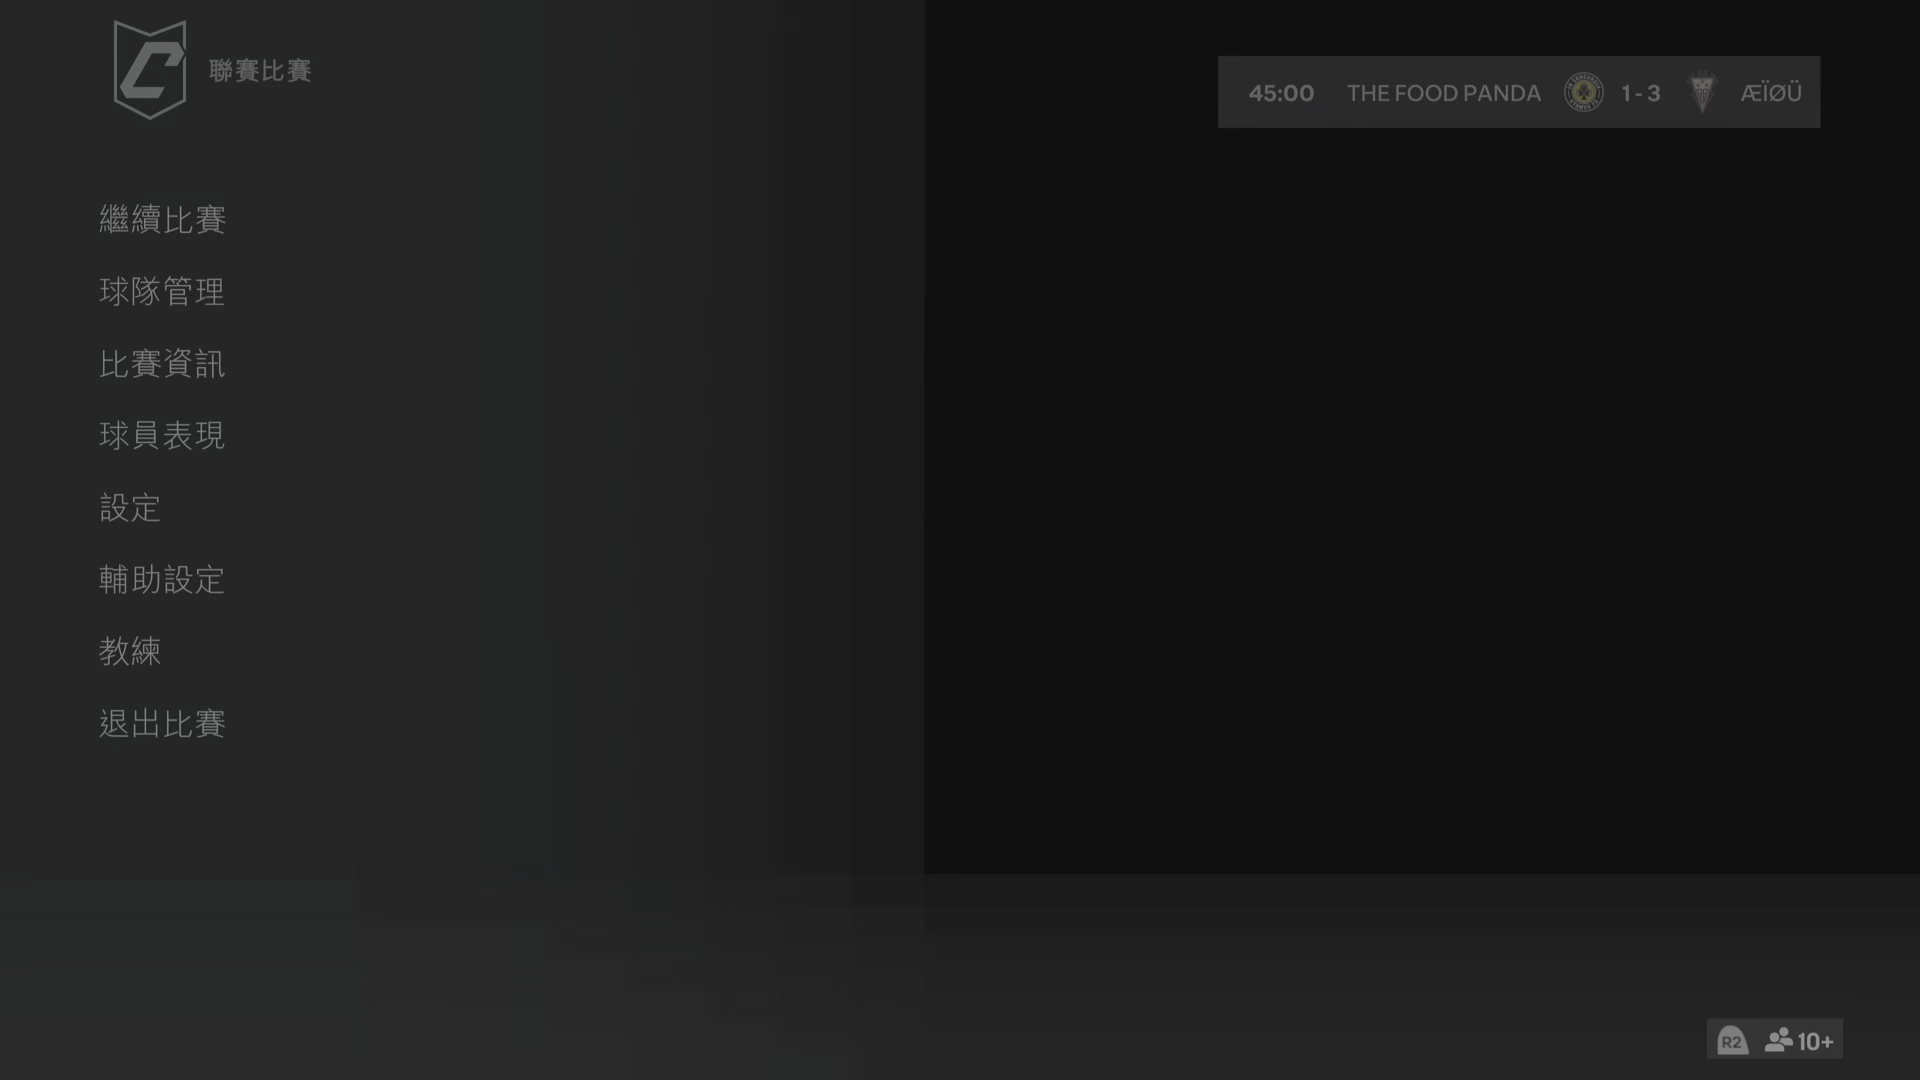 聯賽比賽
45:00 THE FOOD PANDA 1 - 3 ÆÏØÜ
繼續比賽
球隊管理
比賽資訊
球員表現
設定
輔助設定
教練
退出比賽
R2 10+